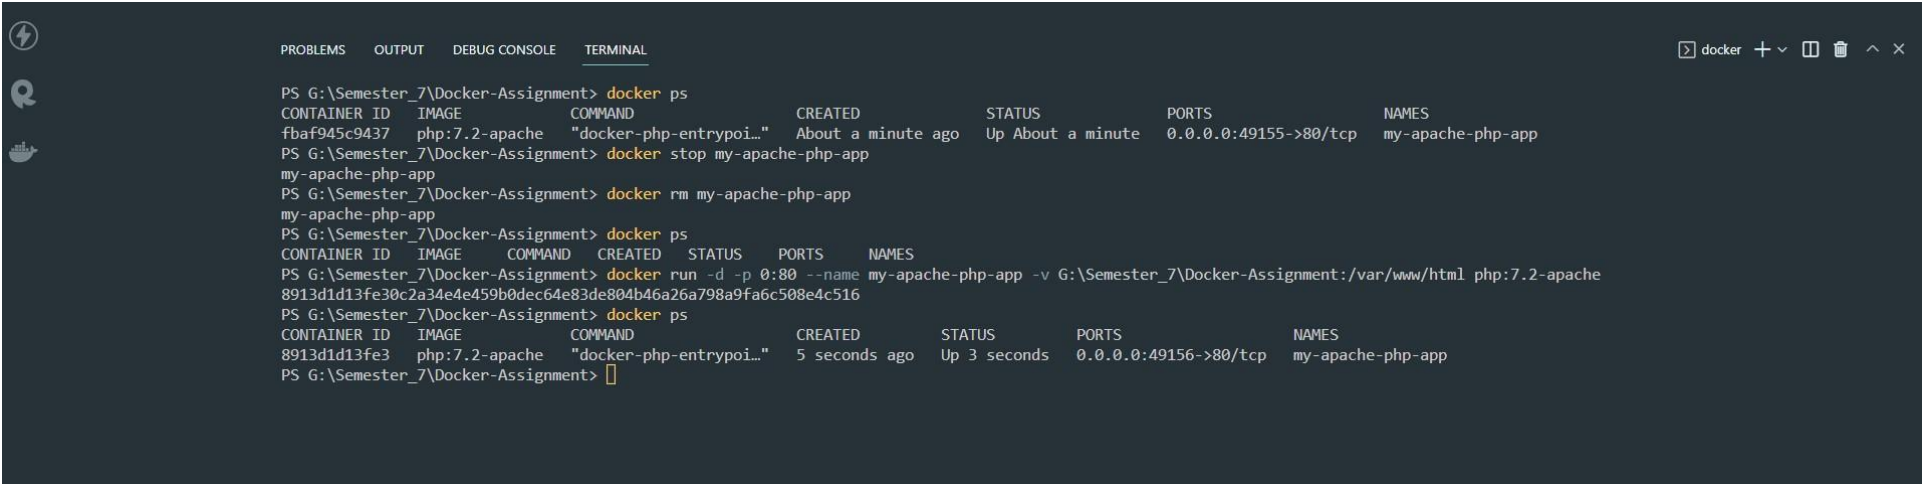 PROBLEMS OUTPUT DEBUG CONSOLE TERMINAL docker
PS G:\Semester_7\Docker-Assignment> docker ps
CONTAINER ID IMAGE COMMAND CREATED STATUS PORTS NAMES
fbaf945c9437 php:7.2-apache "docker-php-entrypoi…" About a minute ago Up About a minute 0.0.0.0:49155->80/tcp my-apache-php-app
PS G:\Semester_7\Docker-Assignment> docker stop my-apache-php-app
my-apache-php-app
PS G:\Semester_7\Docker-Assignment> docker rm my-apache-php-app
my-apache-php-app
PS G:\Semester_7\Docker-Assignment> docker ps
CONTAINER ID IMAGE COMMAND CREATED STATUS PORTS NAMES
PS G:\Semester_7\Docker-Assignment> docker run -d -p 0:80 --name my-apache-php-app -v G:\Semester_7\Docker-Assignment:/var/www/html php:7.2-apache
8913d1d13fe30c2a34e4e459b0dec64e83de804b46a26a798a9fa6c508e4c516
PS G:\Semester_7\Docker-Assignment> docker ps
CONTAINER ID IMAGE COMMAND CREATED STATUS PORTS NAMES
8913d1d13fe3 php:7.2-apache "docker-php-entrypoi…" 5 seconds ago Up 3 seconds 0.0.0.0:49156->80/tcp my-apache-php-app
PS G:\Semester_7\Docker-Assignment>